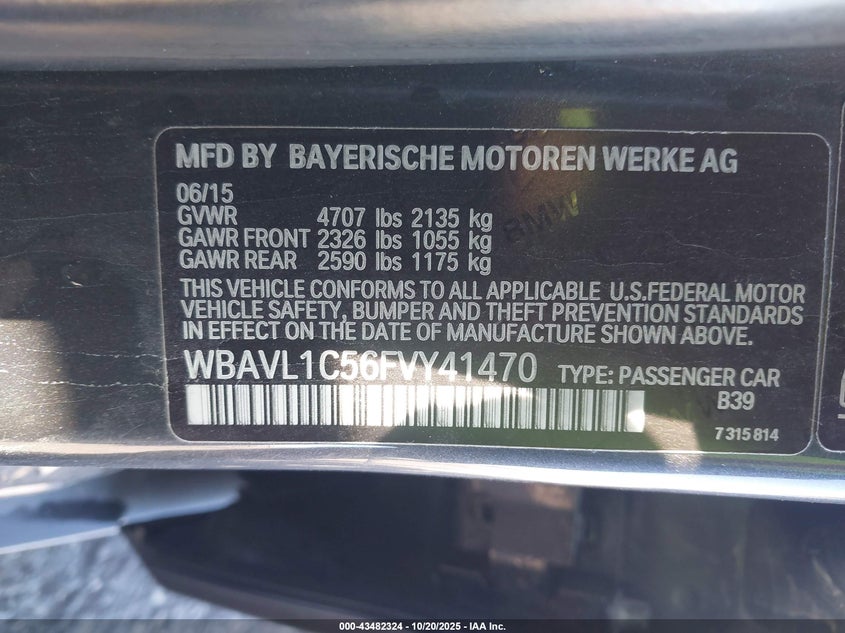 MFD BY BAYERISCHE MOTOREN WERKE AG
06/15
GVWR 4707 lbs 2135 kg
GAWR FRONT 2326 lbs 1055 kg
GAWR REAR 2590 lbs 1175 kg
THIS VEHICLE CONFORMS TO ALL APPLICABLE U.S.FEDERAL MOTOR
VEHICLE SAFETY, BUMPER AND THEFT PREVENTION STANDARDS
IN EFFECT ON THE DATE OF MANUFACTURE SHOWN ABOVE.
WBAVL1C56FVY41470 TYPE: PASSENGER CAR
B39
7315814
BMW
000-43482324 | 10/20/2025 - IAA Inc.